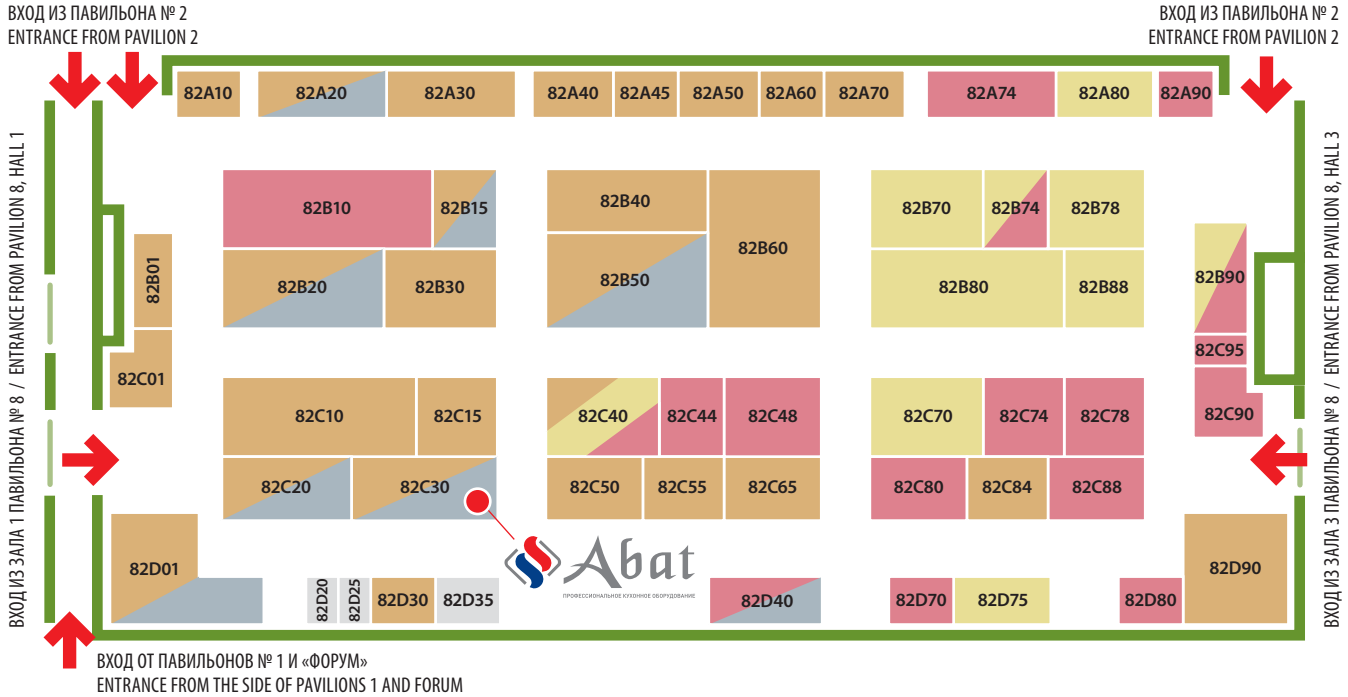 ВХОД ИЗ ПАВИЛЬОНА № 2
ENTRANCE FROM PAVILION 2
ВХОД ИЗ ПАВИЛЬОНА № 2
ENTRANCE FROM PAVILION 2
82A10
82A20
82A30
82A40
82A45
82A50
82A60
82A70
82A74
82A80
82A90
ВХОД ИЗ ЗАЛА 1 ПАВИЛЬОНА № 8 / ENTRANCE FROM PAVILION 8, HALL 1
ВХОД ИЗ ЗАЛА 3 ПАВИЛЬОНА № 8 / ENTRANCE FROM PAVILION 8, HALL 3
82B10
82B15
82B40
82B60
82B70
82B74
82B78
82B01
82B20
82B30
82B50
82B80
82B88
82B90
82C95
82C01
82C10
82C15
82C40
82C44
82C48
82C70
82C74
82C78
82C90
82C20
82C30
82C50
82C55
82C65
82C80
82C84
82C88
82D01
Abat
ПРОФЕССИОНАЛЬНОЕ КУХОННОЕ ОБОРУДОВАНИЕ
82D20
82D25
82D30
82D35
82D40
82D70
82D75
82D80
82D90
ВХОД ОТ ПАВИЛЬОНОВ № 1 И «ФОРУМ»
ENTRANCE FROM THE SIDE OF PAVILIONS 1 AND FORUM